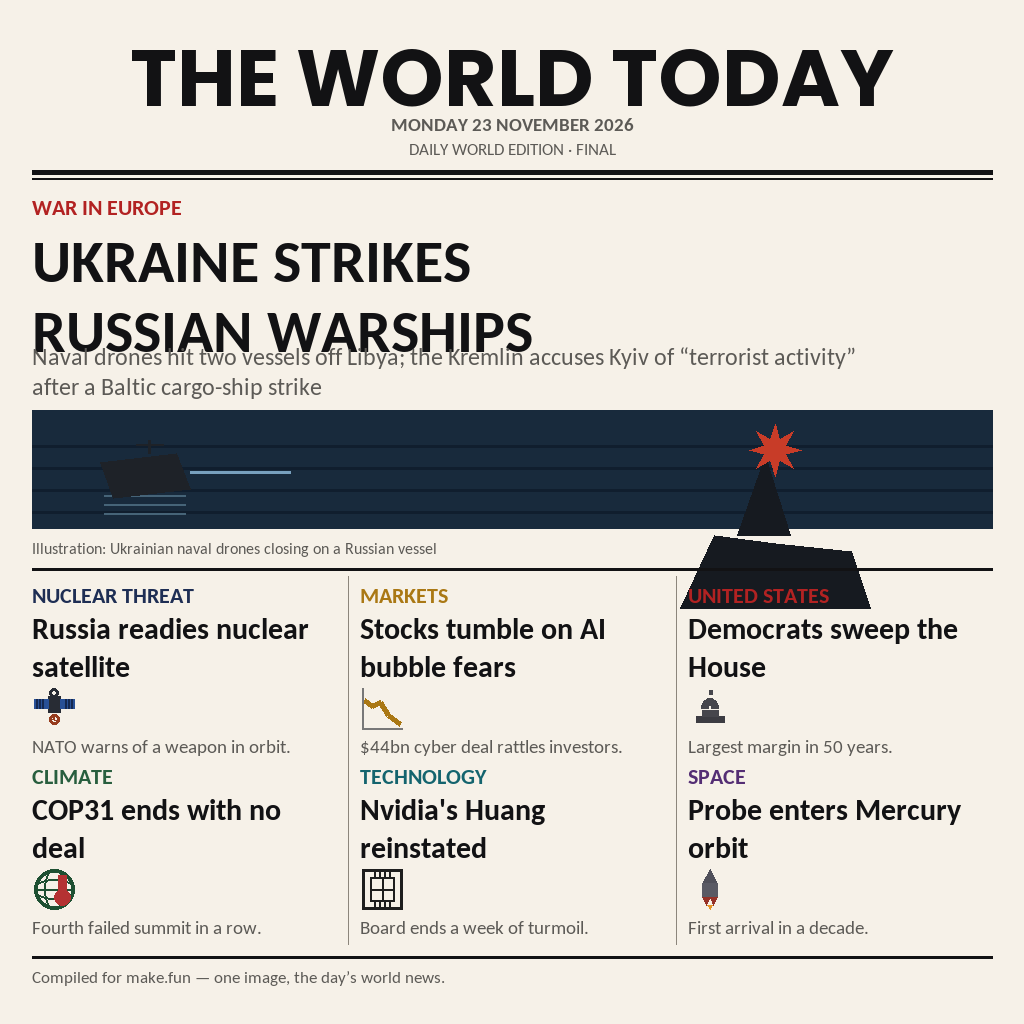 THE WORLD TODAY
MONDAY 23 NOVEMBER 2026
DAILY WORLD EDITION · FINAL
WAR IN EUROPE
UKRAINE STRIKES
RUSSIAN WARSHIPS
Naval drones hit two vessels off Libya; the Kremlin accuses Kyiv of “terrorist activity”
after a Baltic cargo-ship strike
Illustration: Ukrainian naval drones closing on a Russian vessel
NUCLEAR THREAT
Russia readies nuclear
satellite
NATO warns of a weapon in orbit.
MARKETS
Stocks tumble on AI
bubble fears
$44bn cyber deal rattles investors.
UNITED STATES
Democrats sweep the
House
Largest margin in 50 years.
CLIMATE
COP31 ends with no
deal
Fourth failed summit in a row.
TECHNOLOGY
Nvidia's Huang
reinstated
Board ends a week of turmoil.
SPACE
Probe enters Mercury
orbit
First arrival in a decade.
Compiled for make.fun — one image, the day’s world news.